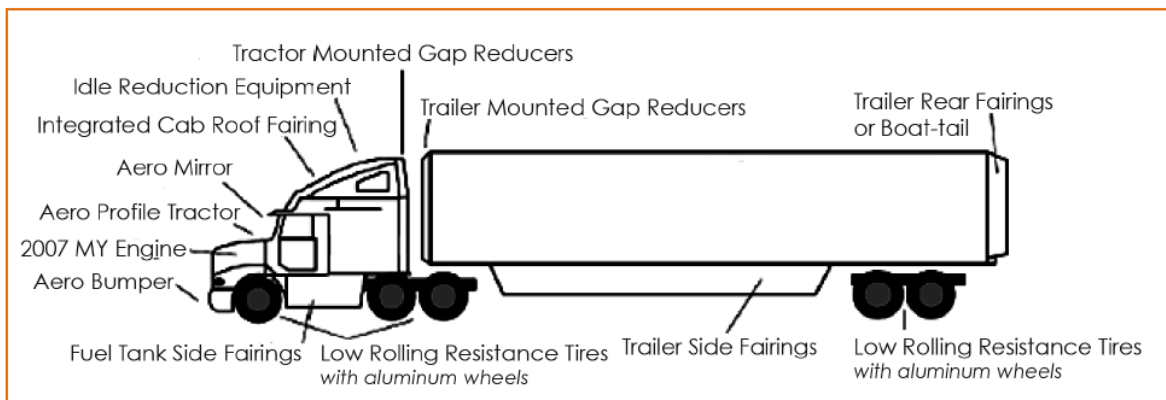 Tractor Mounted Gap Reducers
Idle Reduction Equipment
Integrated Cab Roof Fairing
Aero Mirror
Aero Profile Tractor
2007 MY Engine
Aero Bumper
Trailer Mounted Gap Reducers
Trailer Rear Fairings
or Boat-tail
Fuel Tank Side Fairings
Low Rolling Resistance Tires
with aluminum wheels
Trailer Side Fairings
Low Rolling Resistance Tires
with aluminum wheels